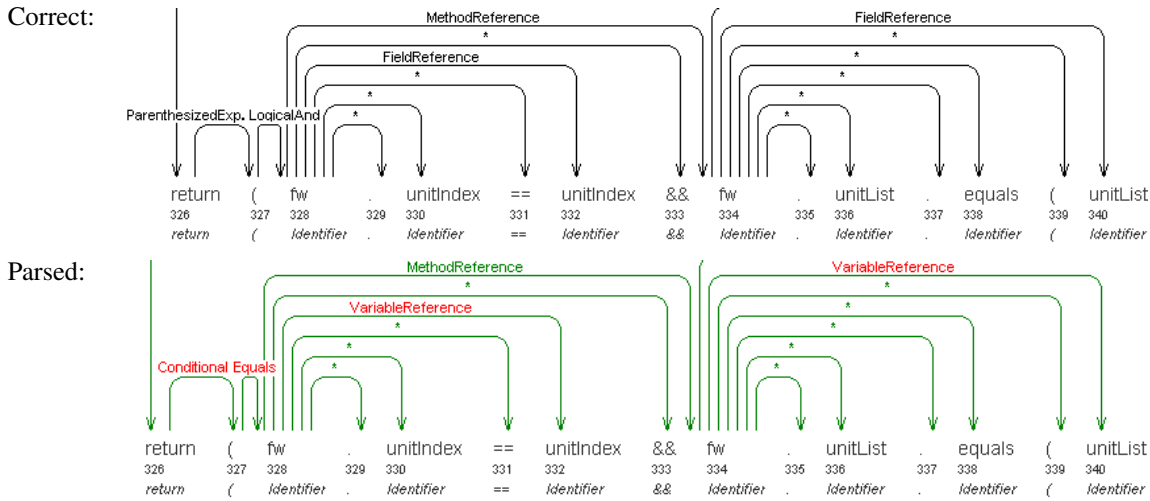 Correct:
MethodReference FieldReference
* *
FieldReference *
* *
ParenthesizedExp. LogicalAnd * *
* *
return ( fw . unitIndex == unitIndex && fw . unitList . equals ( unitList
326 327 328 329 330 331 332 333 334 335 336 337 338 339 340
return ( Identifier . Identifier == Identifier && Identifier . Identifier . Identifier ( Identifier
Parsed:
MethodReference VariableReference
* *
VariableReference *
* *
* *
Conditional Equals * *
return ( fw . unitIndex == unitIndex && fw . unitList . equals ( unitList
326 327 328 329 330 331 332 333 334 335 336 337 338 339 340
return ( Identifier . Identifier == Identifier && Identifier . Identifier . Identifier ( Identifier